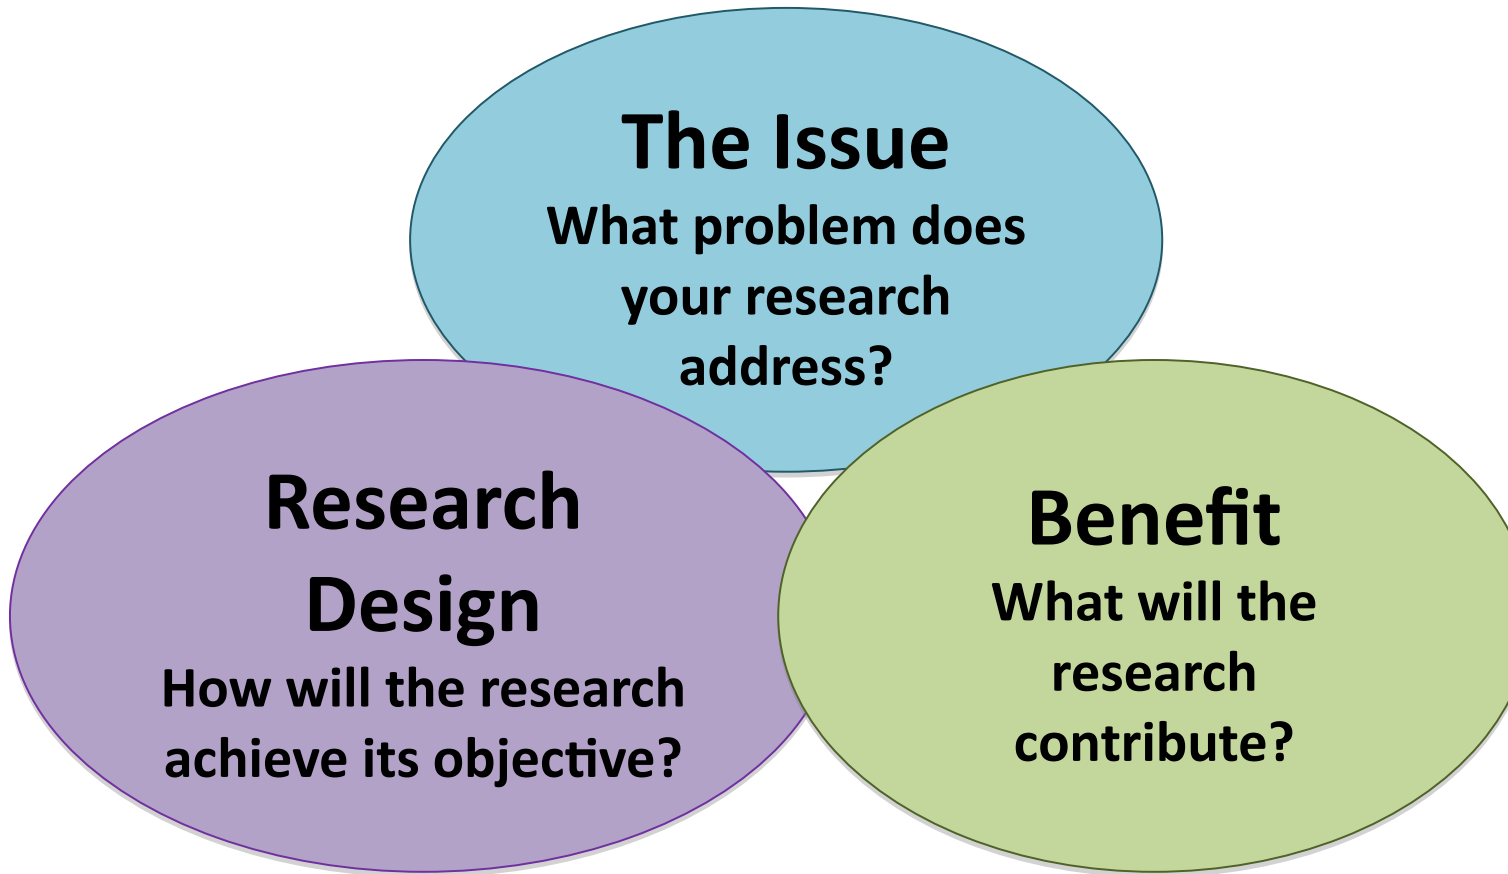 The Issue
What problem does
your research
address?
Research
Design
How will the research
achieve its objective?
Benefit
What will the
research
contribute?